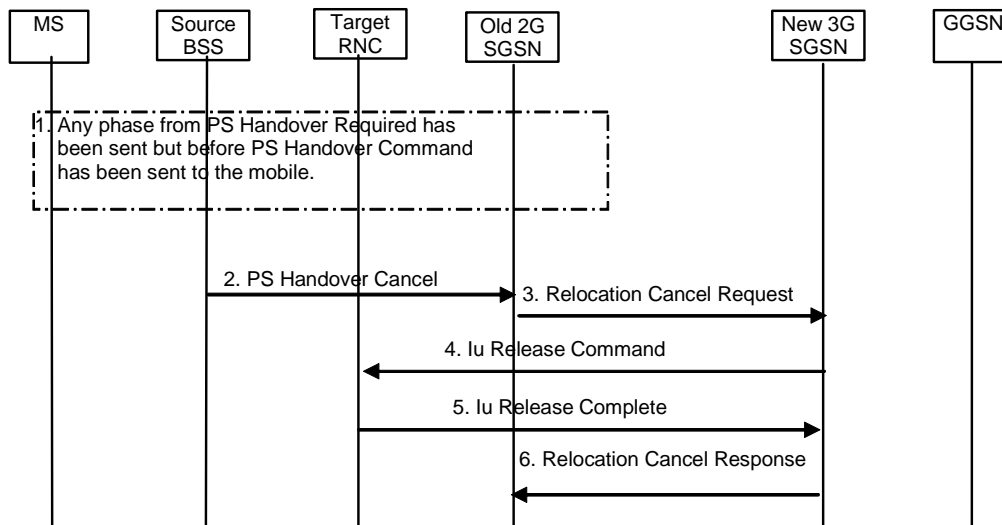 MS
Source
BSS
Target
RNC
Old 2G
SGSN
New 3G
SGSN
GGSN
1. Any phase from PS Handover Required has
been sent but before PS Handover Command
has been sent to the mobile.
2. PS Handover Cancel
3. Relocation Cancel Request
4. Iu Release Command
5. Iu Release Complete
6. Relocation Cancel Response